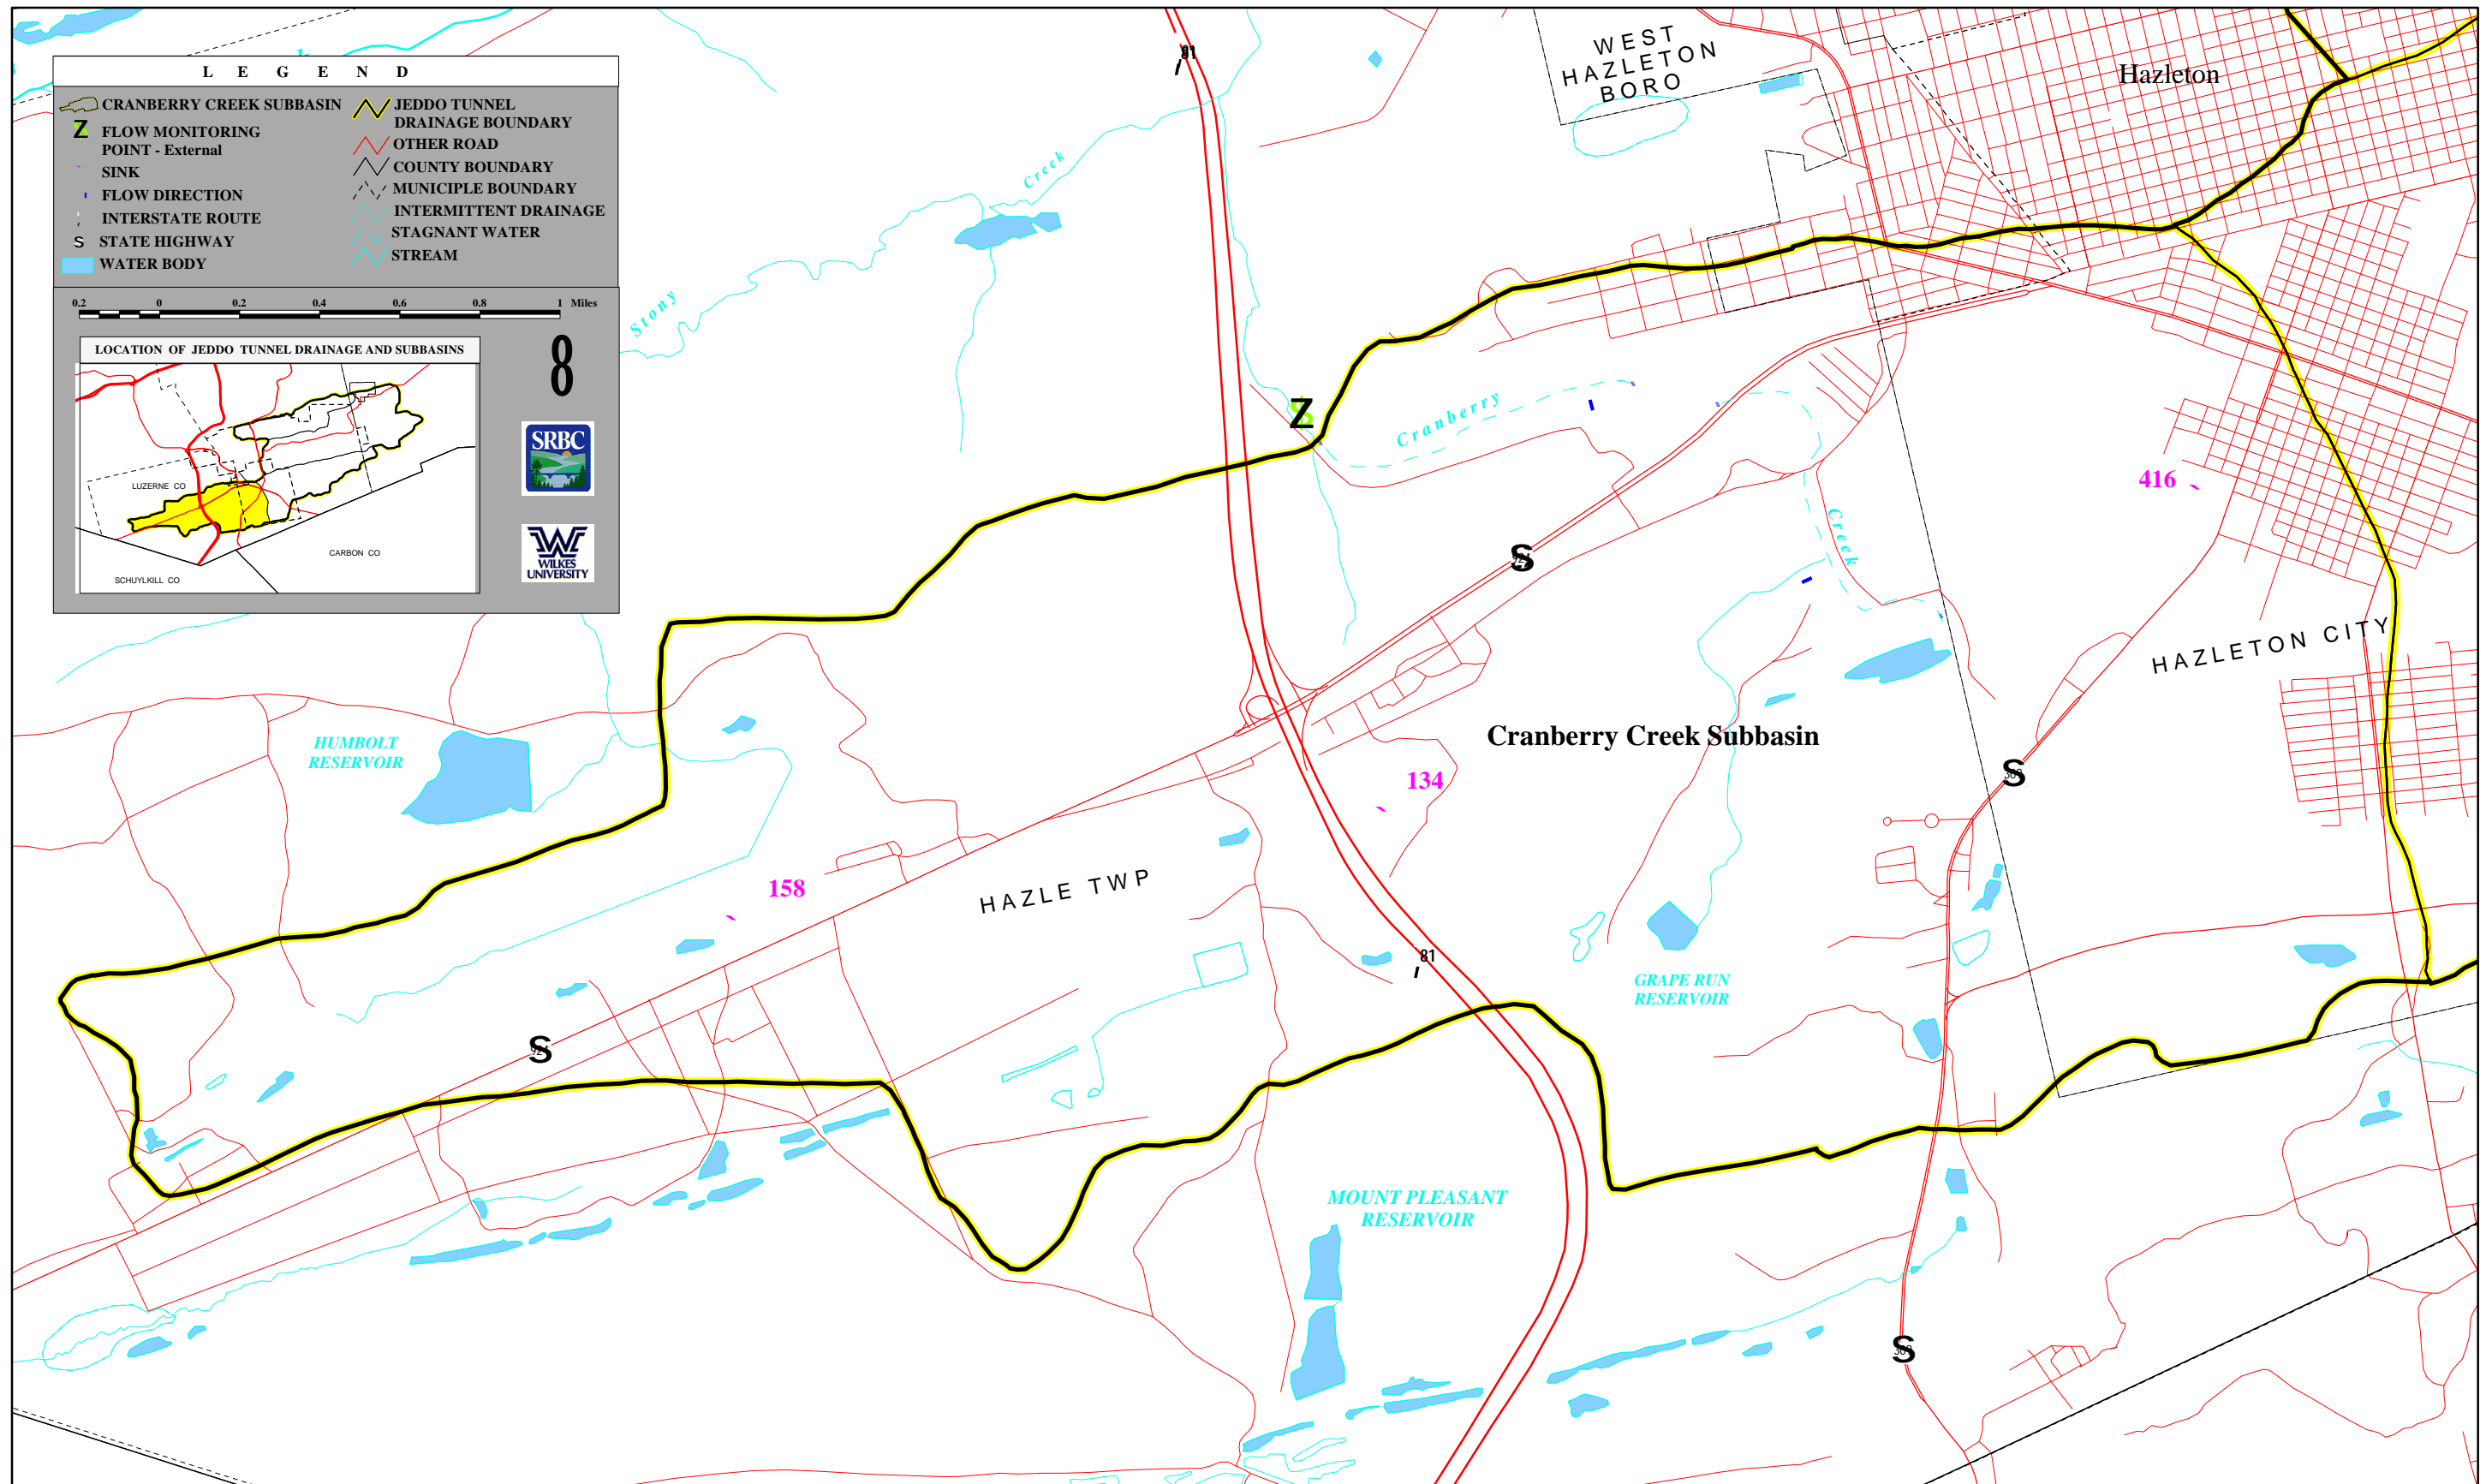 L E G E N D
CRANBERRY CREEK SUBBASIN
Z FLOW MONITORING
POINT - External
SINK
FLOW DIRECTION
INTERSTATE ROUTE
S STATE HIGHWAY
WATER BODY
JEDDO TUNNEL
DRAINAGE BOUNDARY
OTHER ROAD
COUNTY BOUNDARY
MUNICIPLE BOUNDARY
INTERMITTENT DRAINAGE
STAGNANT WATER
STREAM
0.2 0 0.2 0.4 0.6 0.8 1 Miles
LOCATION OF JEDDO TUNNEL DRAINAGE AND SUBBASINS
LUZERNE CO
CARBON CO
SCHUYLKILL CO
8
SRBC
WILKES
UNIVERSITY
81
WEST
HAZLETON
BORO
Hazleton
Stony
Creek
Z
Cranberry
Creek
416
S
HAZLETON CITY
HUMBOLT
RESERVOIR
Cranberry Creek Subbasin
134
S
158
HAZLE TWP
81
GRAPE RUN
RESERVOIR
S
MOUNT PLEASANT
RESERVOIR
S